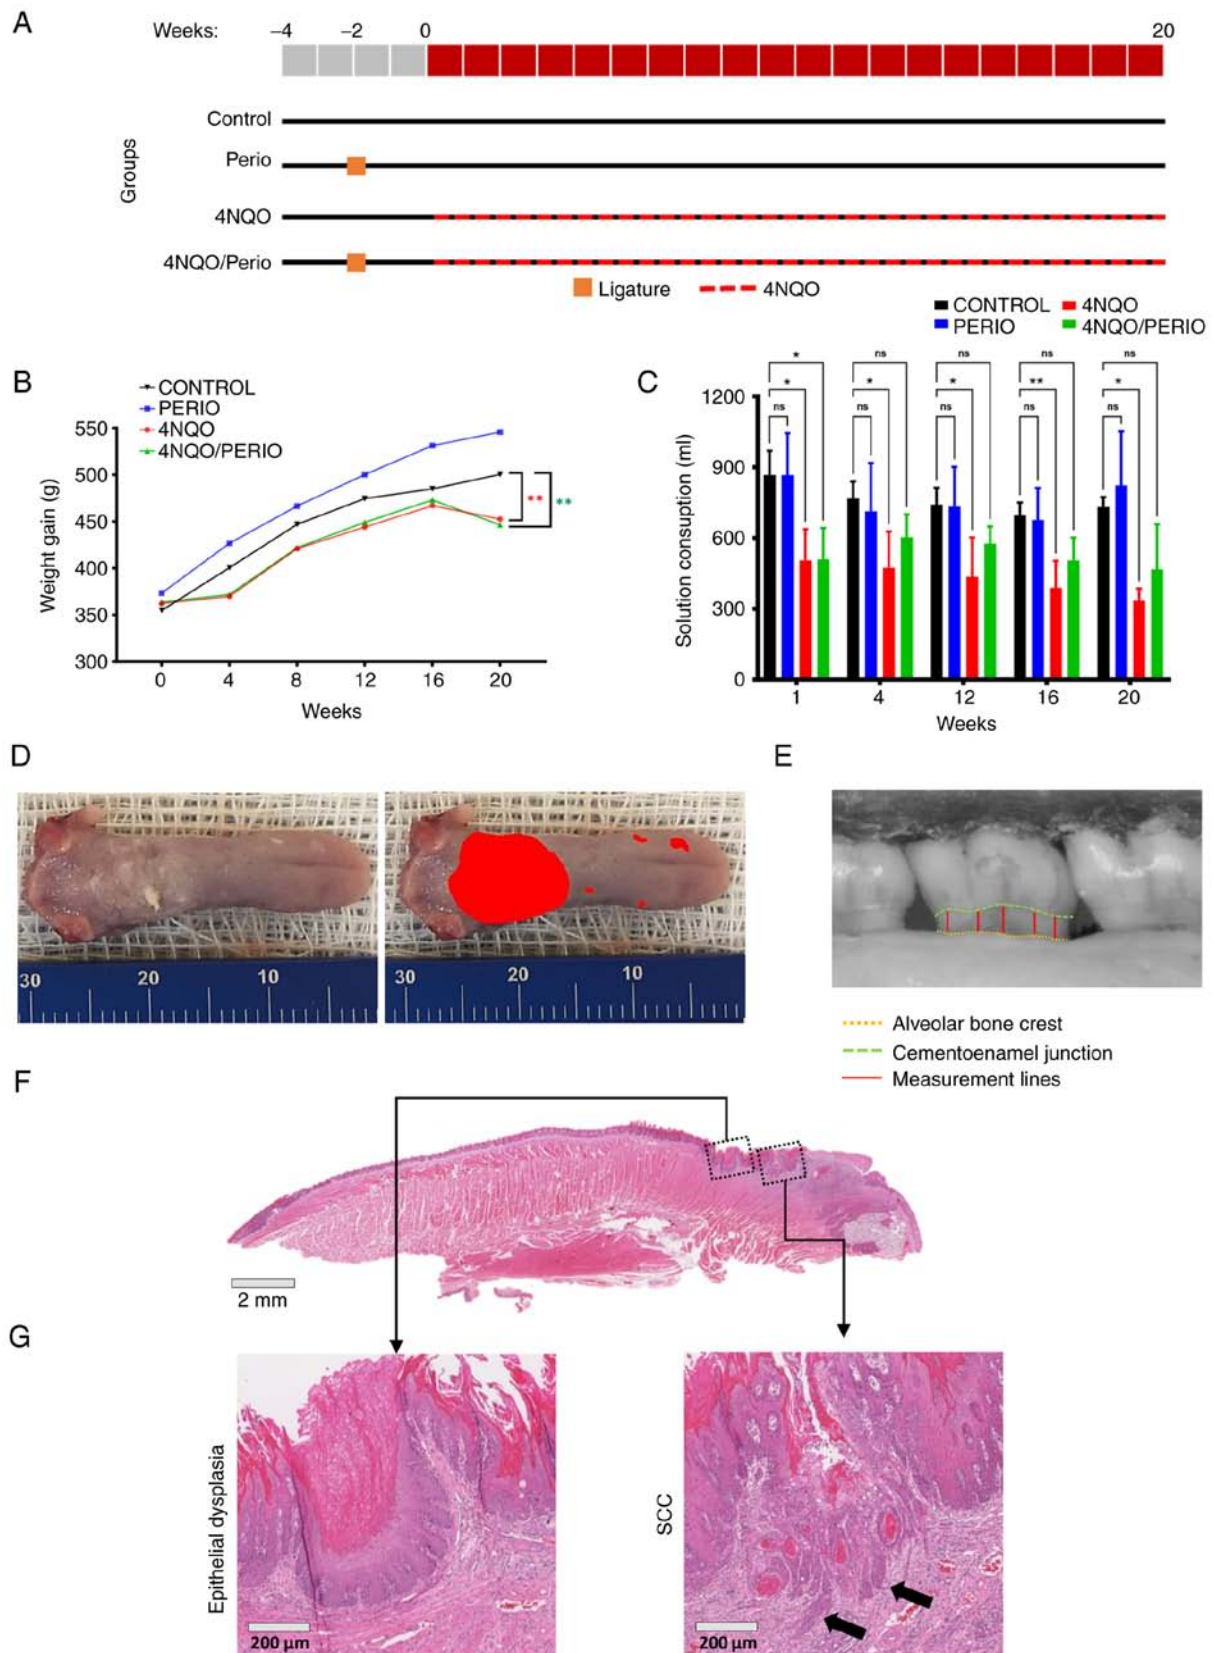 A
Weeks: −4 −2 0 20
Groups
Control
Perio
4NQO
4NQO/Perio
Ligature 4NQO
B
CONTROL
PERIO
4NQO
4NQO/PERIO
Weight gain (g)
550
500
450
400
350
300
** **
0 4 8 12 16 20
Weeks
C
CONTROL 4NQO
PERIO 4NQO/PERIO
Solution consuption (ml)
* ns ns ns ns
* * * ** *
ns ns ns ns ns
1200
900
600
300
0
1 4 12 16 20
Weeks
D
30 20 10
30 20 10
E
Alveolar bone crest
Cementoenamel junction
Measurement lines
F
2 mm
G
Epithelial dysplasia
200 µm
SCC
200 µm